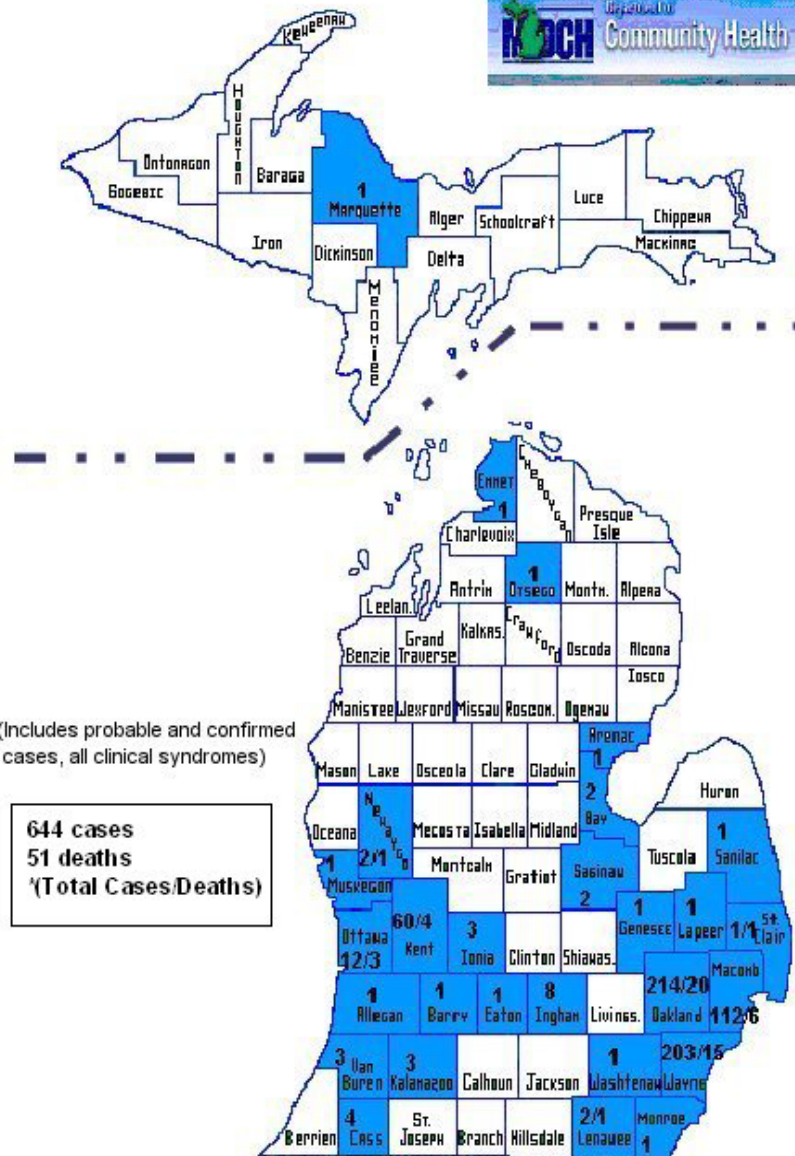 Department of
MDCH Community Health
Keweenaw
Houghton
Ontonagon
Gogebic
Baraga
1
Marquette
Iron
Dickinson
Menomiee
Alger
Delta
Schoolcraft
Luce
Chippewa
Mackinac
Emmet
1
Cheboygan
Presque
Isle
Charlevoix
Antrim
1
Otsego
Montm.
Alpena
Leelan.
Benzie
Grand
Traverse
Kalkas.
Crawford
Oscoda
Alcona
Manistee
Wexford
Missau
Roscom.
Ogemaw
Iosco
(Includes probable and confirmed
cases, all clinical syndromes)
Mason
Lake
Osceola
Clare
Gladwin
Arenac
1
2
Bay
Huron
644 cases
51 deaths
*(Total Cases/Deaths)
Oceana
Newaygo
2/1
Mecosta
Isabella
Midland
1
Muskegon
Montcalm
Gratiot
Saginaw
2
Tuscola
1
Sanilac
Ottawa
12/3
60/4
Kent
3
Ionia
Clinton
Shiawas.
1
Genesee
1
Lapeer
1/1
St.
Clair
1
Allegan
1
Barry
1
Eaton
8
Ingham
Livings.
214/20
Oakland
Macomb
112/6
3 Van
Buren
3
Kalamazoo
Calhoun
Jackson
1
Washtenaw
203/15
Wayne
Berrien
4
Cass
St.
Joseph
Branch
Hillsdale
2/1
Lenawee
Monroe
1